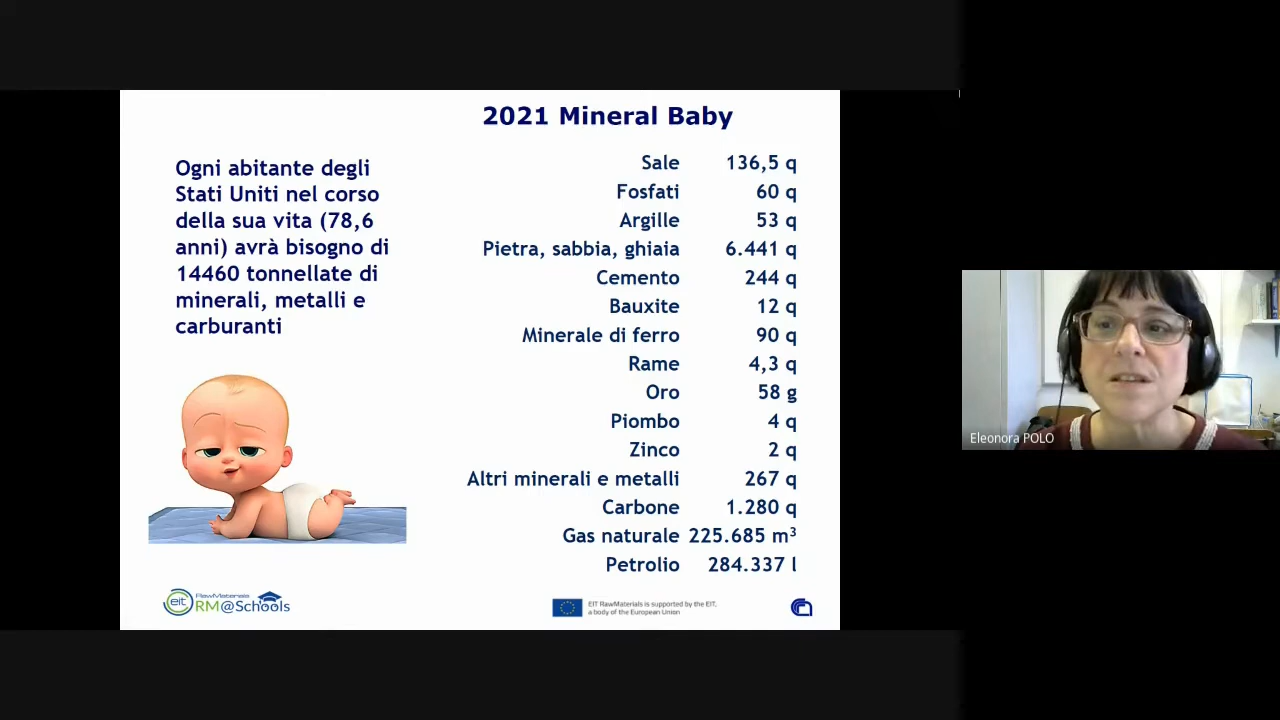 2021 Mineral Baby
Ogni abitante degli
Stati Uniti nel corso
della sua vita (78,6
anni) avrà bisogno di
14460 tonnellate di
minerali, metalli e
carburanti
Sale 136,5 q
Fosfati 60 q
Argille 53 q
Pietra, sabbia, ghiaia 6.441 q
Cemento 244 q
Bauxite 12 q
Minerale di ferro 90 q
Rame 4,3 q
Oro 58 g
Piombo 4 q
Zinco 2 q
Altri minerali e metalli 267 q
Carbone 1.280 q
Gas naturale 225.685 m³
Petrolio 284.337 l
eit RawMaterials
RM@Schools
EIT RawMaterials is supported by the EIT,
a body of the European Union
Eleonora POLO